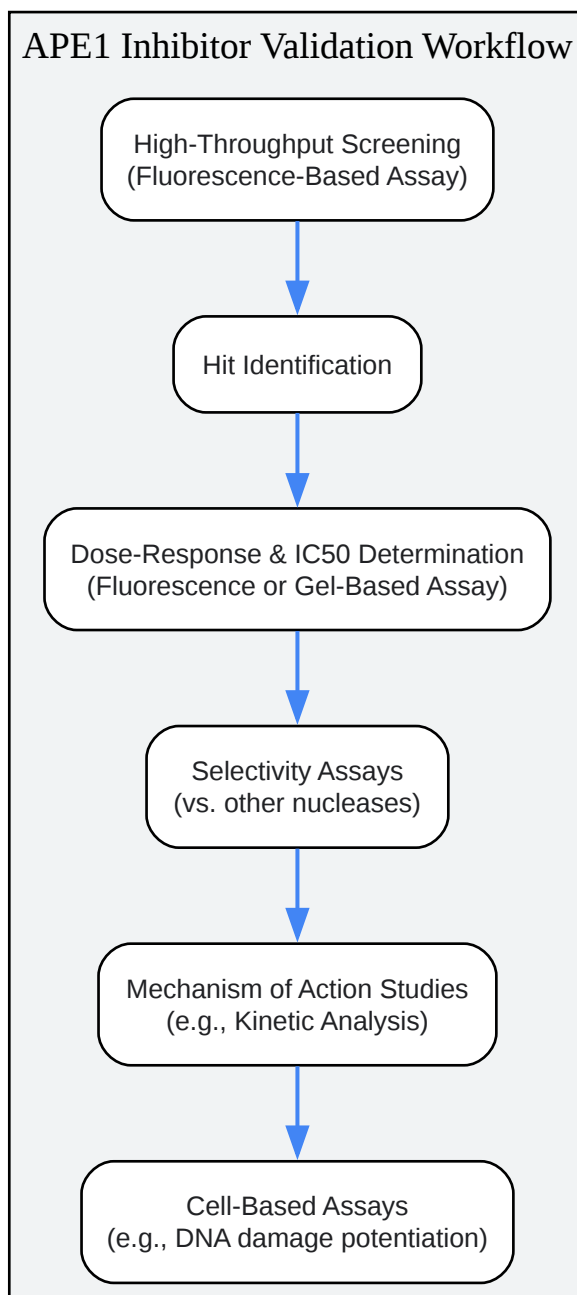 APE1 Inhibitor Validation Workflow
High-Throughput Screening
(Fluorescence-Based Assay)
Hit Identification
Dose-Response & IC50 Determination
(Fluorescence or Gel-Based Assay)
Selectivity Assays
(vs. other nucleases)
Mechanism of Action Studies
(e.g., Kinetic Analysis)
Cell-Based Assays
(e.g., DNA damage potentiation)